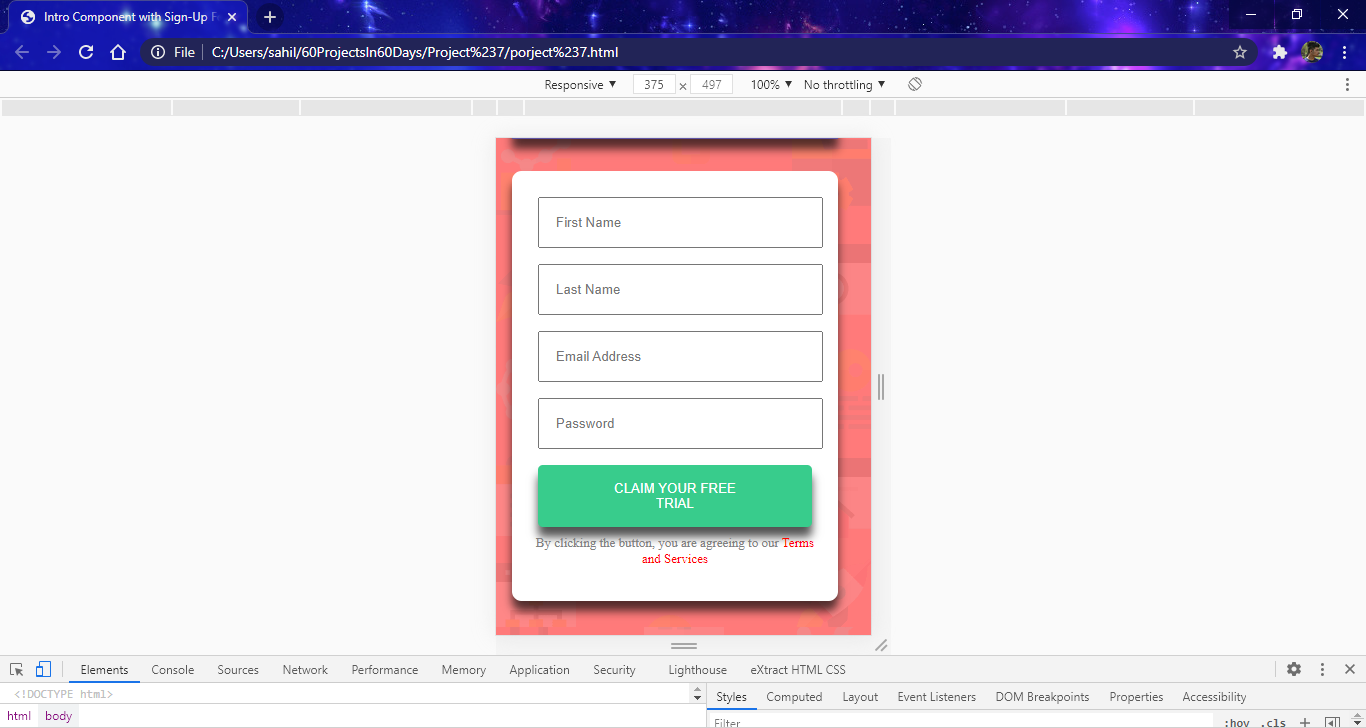 Intro Component with Sign-Up F
File C:/Users/sahil/60ProjectsIn60Days/Project%237/porject%237.html
Responsive ▼ 375 × 497 100% ▼ No throttling ▼
First Name
Last Name
Email Address
Password
CLAIM YOUR FREE
TRIAL
By clicking the button, you are agreeing to our Terms
and Services
Elements Console Sources Network Performance Memory Application Security Lighthouse eXtract HTML CSS
<!DOCTYPE html>
Styles Computed Layout Event Listeners DOM Breakpoints Properties Accessibility
html body
Filter :hov .cls +